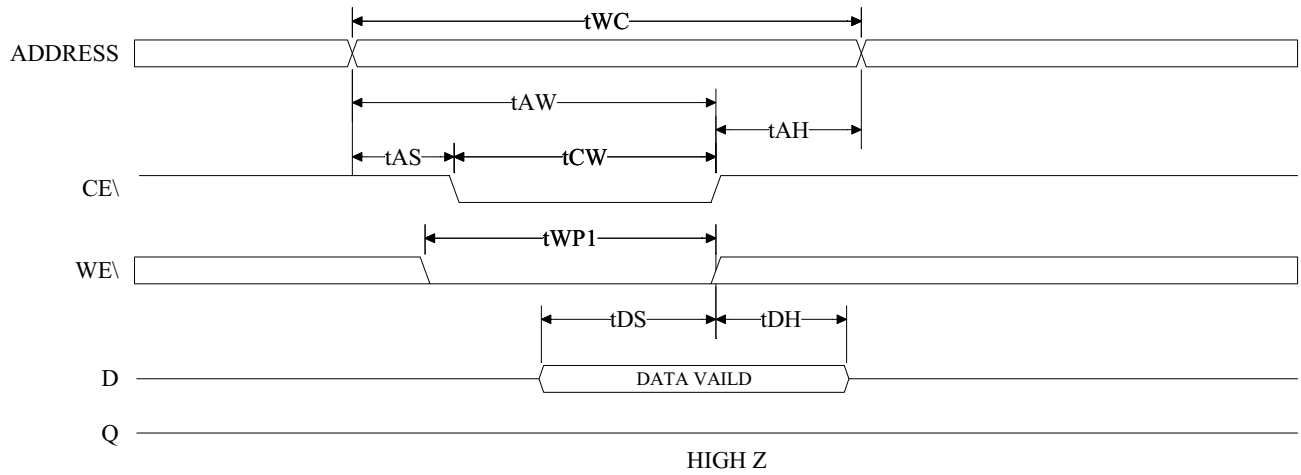 tWC
ADDRESS
tAW
tAH
tAS
tCW
CE\
tWP1
WE\
tDS
tDH
D
DATA VAILD
Q
HIGH Z